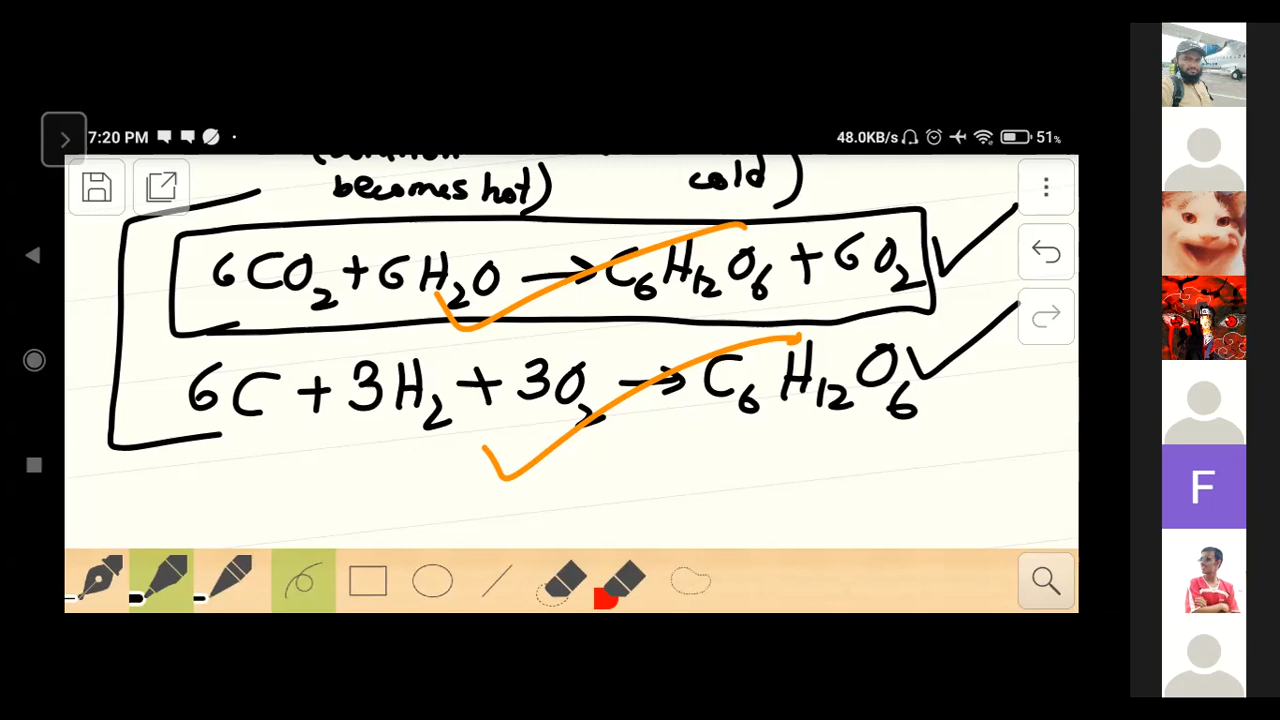 7:20 PM 48.0KB/s 51%
becomes hot) cold)
6CO₂ + 6H₂O → C₆H₁₂O₆ + 6O₂
6C + 3H₂ + 3O₂ → C₆H₁₂O₆
F